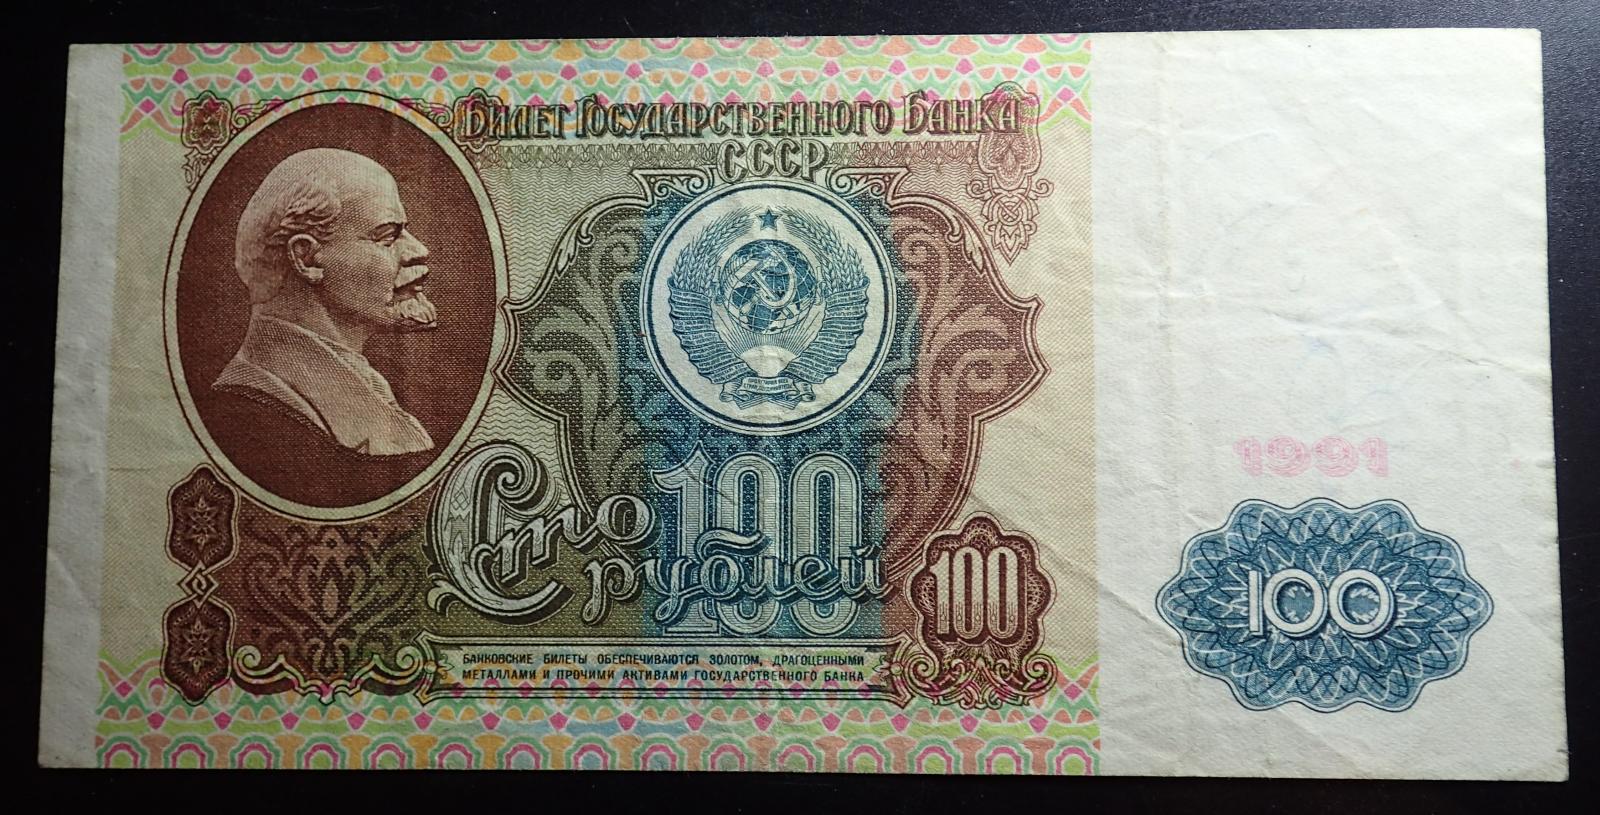 Билет Государственного Банка
СССР
Сто
100
рублей
100
100
БАНКОВСКИЕ БИЛЕТЫ ОБЕСПЕЧИВАЮТСЯ ЗОЛОТОМ, ДРАГОЦЕННЫМИ
МЕТАЛЛАМИ И ПРОЧИМИ АКТИВАМИ ГОСУДАРСТВЕННОГО БАНКА
1991
100